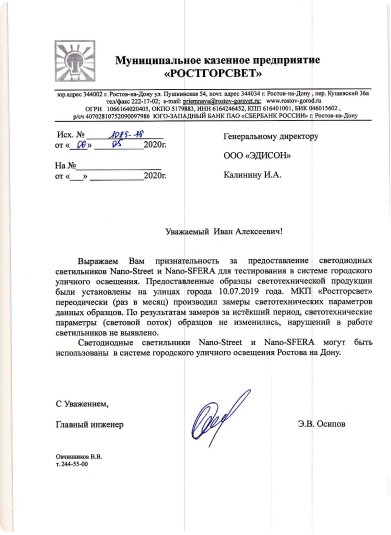 Муниципальное казенное предприятие
«РОСТГОРСВЕТ»
юр.адрес 344002 г. Ростов-на-Дону ул. Пушкинская 54, почт. адрес 344034 г. Ростов-на-Дону , пер. Кущевский 36а
тел/факс 222-17-02; e-mail: priemnaya@rostov-gorsvet.ru; www.rostov-gorod.ru
ОГРН 1066164020405, ОКПО 5179883, ИНН 6164246452, КПП 616401001, БИК 046015602 ,
р/сч 40702810752090097986 ЮГО-ЗАПАДНЫЙ БАНК ПАО «СБЕРБАНК РОССИИ» г. Ростов-на-Дону
Исх. № 1085-18
от « 06 » 05 2020г.
На №
от « » 2020г.
Генеральному директору
ООО «ЭДИСОН»
Калинину И.А.
Уважаемый Иван Алексеевич!
Выражаем Вам признательность за предоставление светодиодных
светильников Nano-Street и Nano-SFERA для тестирования в системе городского
уличного освещения. Предоставленные образцы светотехнической продукции
были установлены на улицах города 10.07.2019 года. МКП «Ростгорсвет»
переодически (раз в месяц) производил замеры светотехнических параметров
данных образцов. По результатам замеров за истёкший период, светотехнические
параметры (световой поток) образцов не изменились, нарушений в работе
светильников не выявлено.
Светодиодные светильники Nano-Street и Nano-SFERA могут быть
использованы в системе городского уличного освещения Ростова на Дону.
С Уважением,
Главный инженер
Э.В. Осипов
Овчинников В.В.
т. 244-55-00